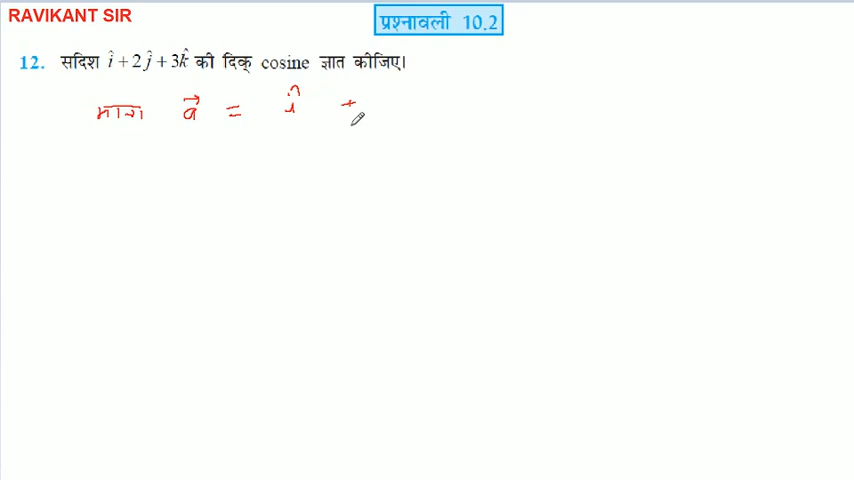 RAVIKANT SIR
प्रश्नावली 10.2
12. सदिश î + 2ĵ + 3k̂ की दिक् cosine ज्ञात कीजिए।
माना a⃗ = î +